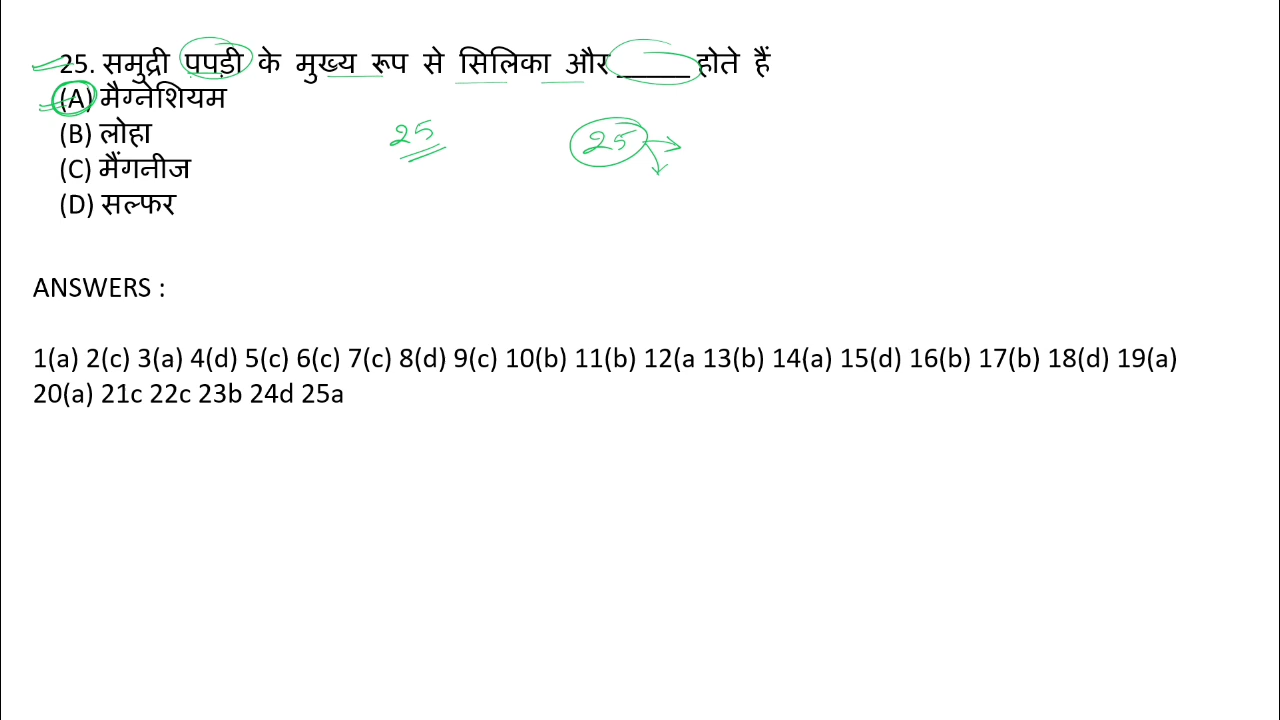 25. समुद्री पपड़ी के मुख्य रूप से सिलिका और _____ होते हैं
(A) मैग्नेशियम
(B) लोहा
25 25
(C) मैंगनीज
(D) सल्फर
ANSWERS :
1(a) 2(c) 3(a) 4(d) 5(c) 6(c) 7(c) 8(d) 9(c) 10(b) 11(b) 12(a 13(b) 14(a) 15(d) 16(b) 17(b) 18(d) 19(a)
20(a) 21c 22c 23b 24d 25a